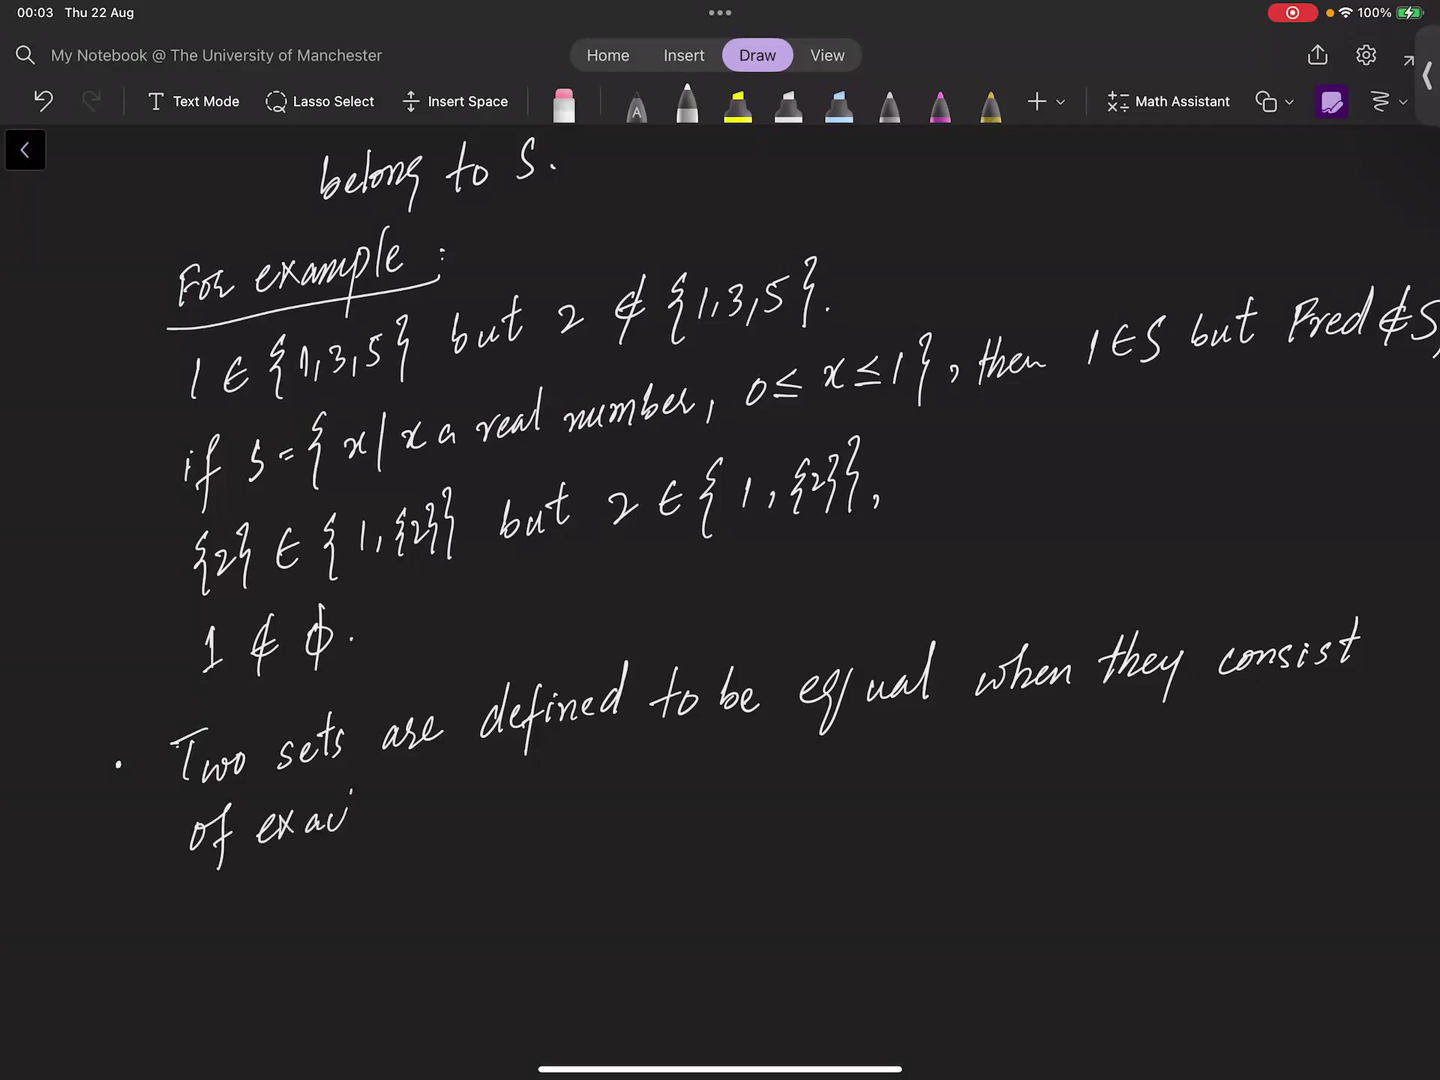 00:03 Thu 22 Aug
100%
My Notebook @ The University of Manchester
Home Insert Draw View
Text Mode Lasso Select Insert Space A Math Assistant
belong to S.
For example :
1 ∈ {1,3,5} but 2 ∉ {1,3,5}.
if S = {x | x a real number, 0 ≤ x ≤ 1}, then 1 ∈ S but Fred ∉ S,
{2} ∈ {1,{2}} but 2 ∈ {1,{2}},
1 ∉ ϕ.
• Two sets are defined to be equal when they consist
of exac